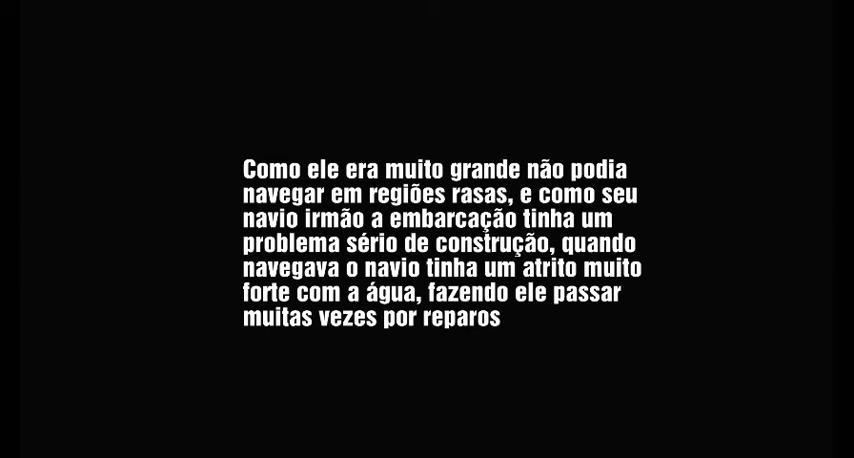 Como ele era muito grande não podia
navegar em regiões rasas, e como seu
navio irmão a embarcação tinha um
problema sério de construção, quando
navegava o navio tinha um atrito muito
forte com a água, fazendo ele passar
muitas vezes por reparos